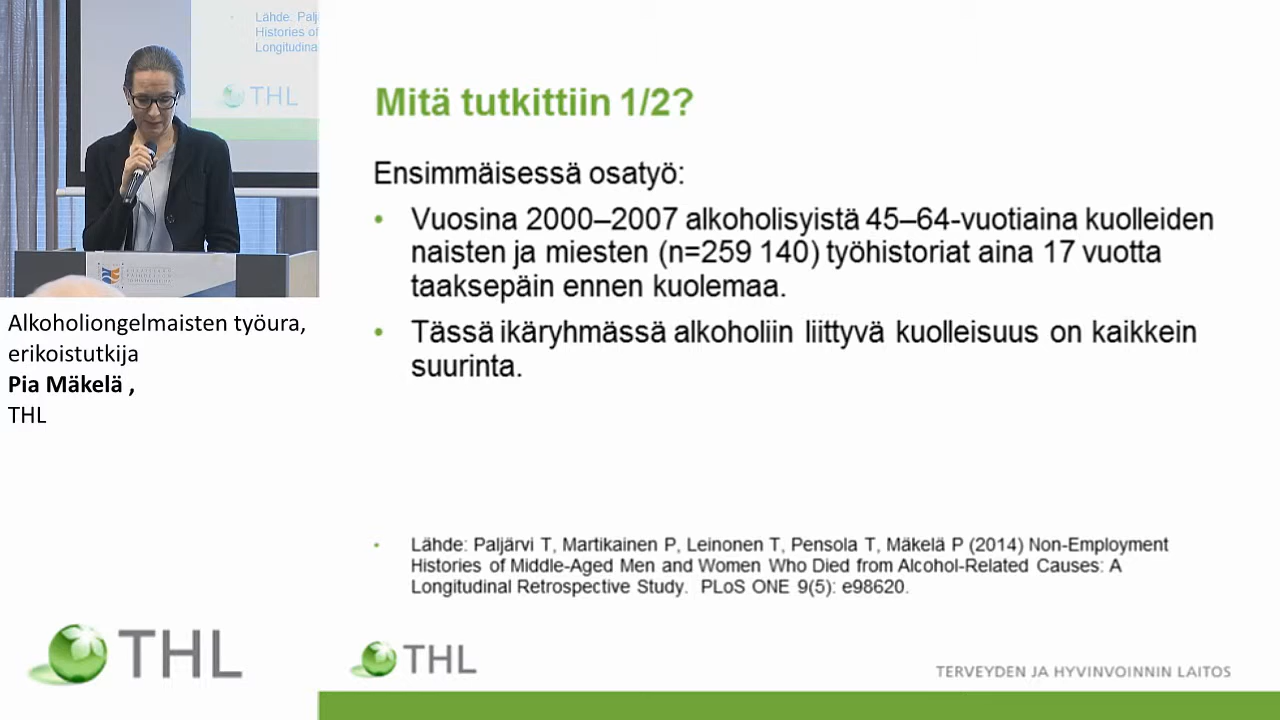 Lähde: Palj
Histories of
Longitudina
THL
Mitä tutkittiin 1/2?
Ensimmäisessä osatyö:
• Vuosina 2000–2007 alkoholisyistä 45–64-vuotiaina kuolleiden
naisten ja miesten (n=259 140) työhistoriat aina 17 vuotta
taaksepäin ennen kuolemaa.
• Tässä ikäryhmässä alkoholiin liittyvä kuolleisuus on kaikkein
suurinta.
Alkoholiongelmaisten työura,
erikoistutkija
Pia Mäkelä ,
THL
• Lähde: Paljärvi T, Martikainen P, Leinonen T, Pensola T, Mäkelä P (2014) Non-Employment
Histories of Middle-Aged Men and Women Who Died from Alcohol-Related Causes: A
Longitudinal Retrospective Study. PLoS ONE 9(5): e98620.
THL
THL
TERVEYDEN JA HYVINVOINNIN LAITOS